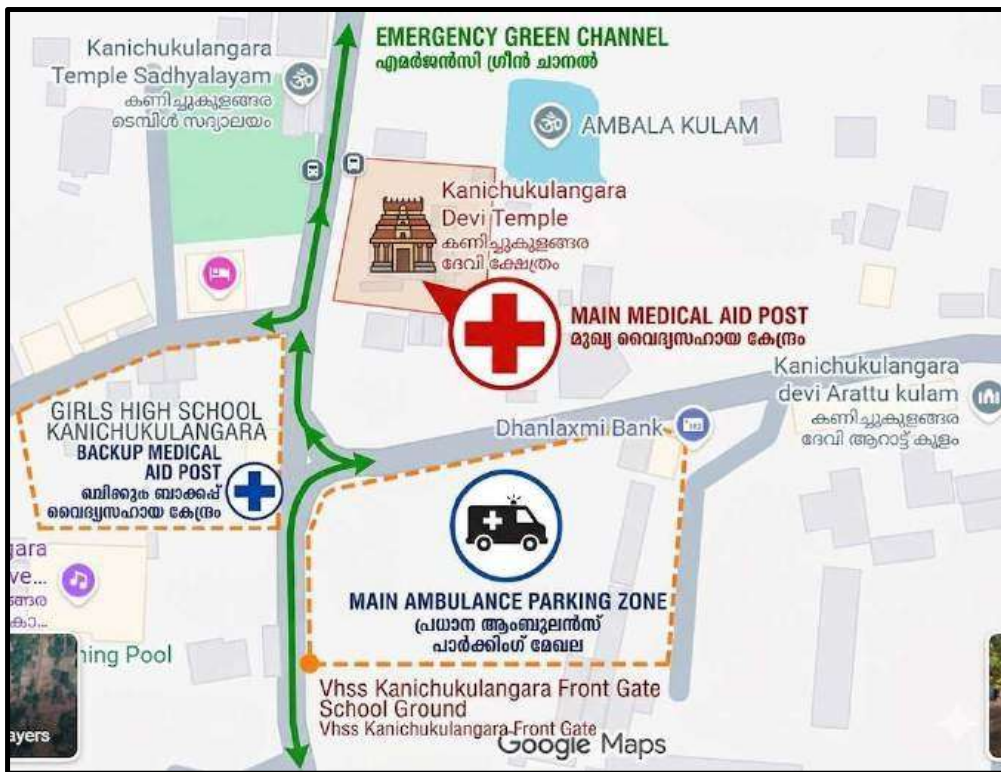 EMERGENCY GREEN CHANNEL
എമർജൻസി ഗ്രീൻ ചാനൽ
Kanichukulangara
Temple Sadhyalayam
കണിച്ചുകുളങ്ങര
ടെമ്പിൾ സദ്യാലയം
AMBALA KULAM
Kanichukulangara
Devi Temple
കണിച്ചുകുളങ്ങര
ദേവി ക്ഷേത്രം
MAIN MEDICAL AID POST
മുഖ്യ വൈദ്യസഹായ കേന്ദ്രം
Kanichukulangara
devi Arattu kulam
കണിച്ചുകുളങ്ങര
ദേവി ആറാട്ട് കുളം
Dhanlaxmi Bank
GIRLS HIGH SCHOOL
KANICHUKULANGARA
BACKUP MEDICAL
AID POST
ബാക്കപ്പ്
വൈദ്യസഹായ കേന്ദ്രം
MAIN AMBULANCE PARKING ZONE
പ്രധാന ആംബുലൻസ്
പാർക്കിംഗ് മേഖല
gara
ve...
ങ്ങര
കാ...
ning Pool
ayers
Vhss Kanichukulangara Front Gate
School Ground
Vhss Kanichukulangara Front Gate
Google Maps